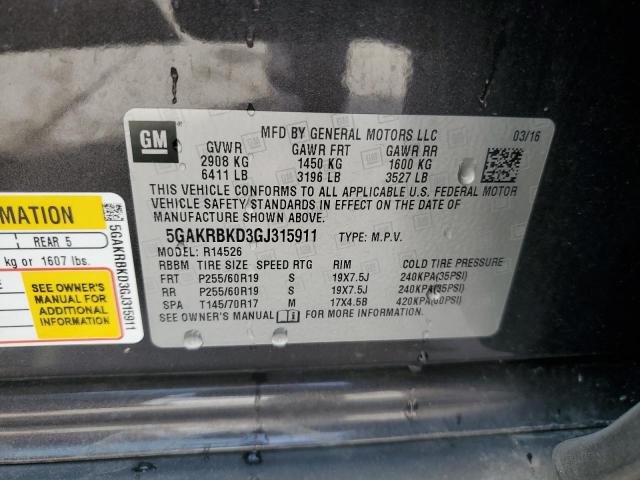 GM
MFD BY GENERAL MOTORS LLC
03/16
GVWR GAWR FRT GAWR RR
2908 KG 1450 KG 1600 KG
6411 LB 3196 LB 3527 LB
THIS VEHICLE CONFORMS TO ALL APPLICABLE U.S. FEDERAL MOTOR
VEHICLE SAFETY/STANDARDS IN EFFECT ON THE DATE OF
MANUFACTURE SHOWN ABOVE.
5GAKRBKD3GJ315911 TYPE: M.P.V.
MODEL: R14526
RBBM TIRE SIZE SPEED RTG RIM COLD TIRE PRESSURE
FRT P255/60R19 S 19X7.5J 240KPA(35PSI)
RR P255/60R19 S 19X7.5J 240KPA(35PSI)
SPA T145/70R17 M 17X4.5B 420KPA(60PSI)
SEE OWNER'S MANUAL FOR MORE INFORMATION.
REAR 5
kg or 1607 lbs.
SEE OWNER'S
MANUAL FOR
ADDITIONAL
INFORMATION
5GAKRBKD3GJ315911